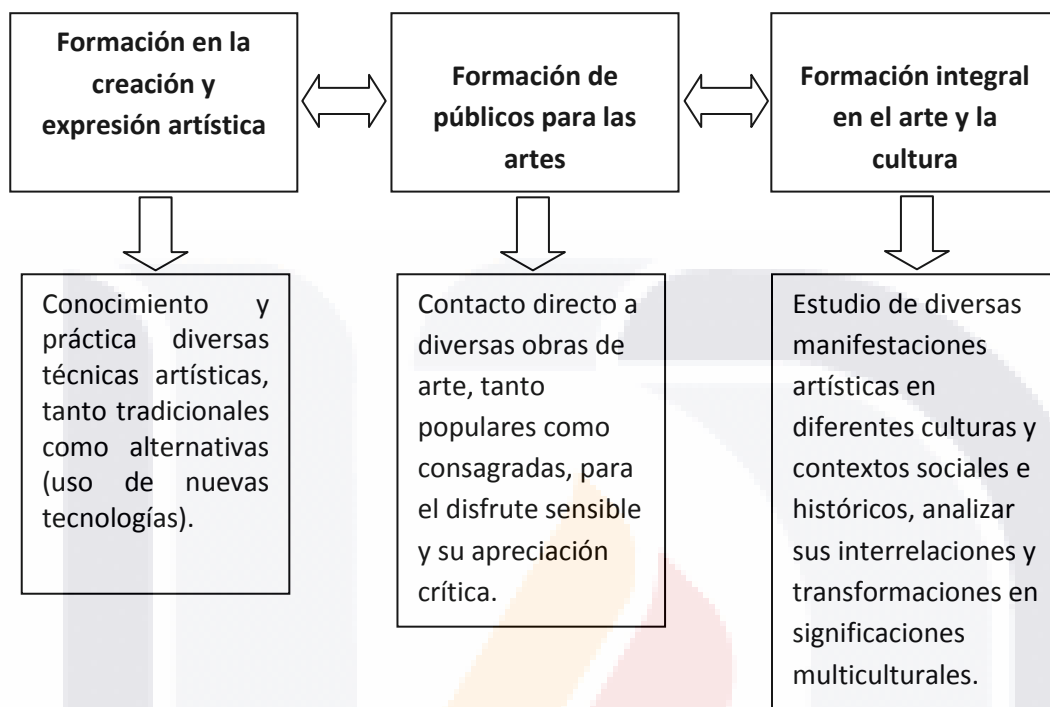 Formación en la
creación y
expresión artística
Formación de
públicos para las
artes
Formación integral
en el arte y la
cultura
Conocimiento y
práctica diversas
técnicas artísticas,
tanto tradicionales
como alternativas
(uso de nuevas
tecnologías).
Contacto directo a
diversas obras de
arte, tanto
populares como
consagradas, para
el disfrute sensible
y su apreciación
crítica.
Estudio de diversas
manifestaciones
artísticas en
diferentes culturas y
contextos sociales e
históricos, analizar
sus interrelaciones y
transformaciones en
significaciones
multiculturales.